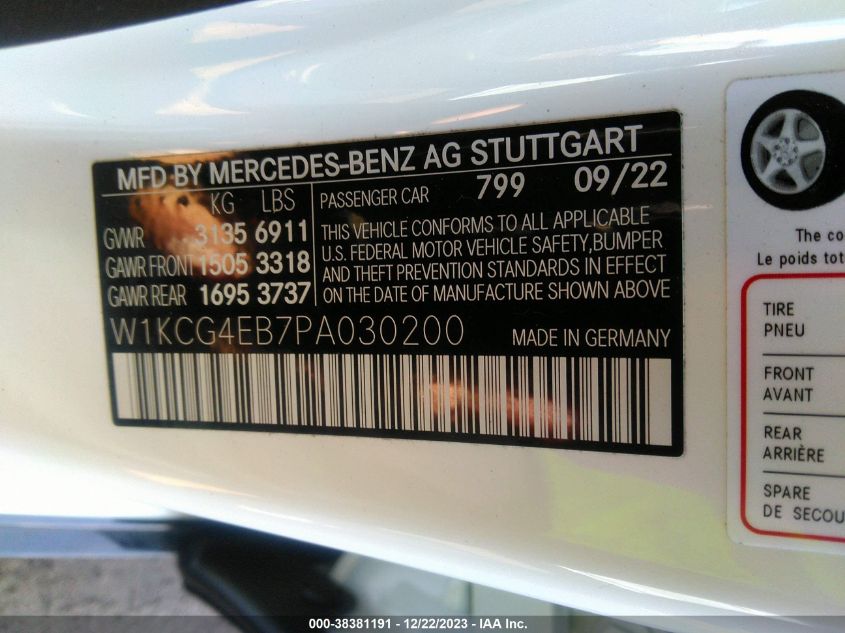 MFD BY MERCEDES-BENZ AG STUTTGART
KG LBS
GVWR 3135 6911
GAWR FRONT 1505 3318
GAWR REAR 1695 3737
PASSENGER CAR 799 09/22
THIS VEHICLE CONFORMS TO ALL APPLICABLE
U.S. FEDERAL MOTOR VEHICLE SAFETY,BUMPER
AND THEFT PREVENTION STANDARDS IN EFFECT
ON THE DATE OF MANUFACTURE SHOWN ABOVE
W1KCG4EB7PA030200 MADE IN GERMANY
The co
Le poids tot
TIRE
PNEU
FRONT
AVANT
REAR
ARRIÈRE
SPARE
DE SECOU
000-38381191 - 12/22/2023 - IAA Inc.